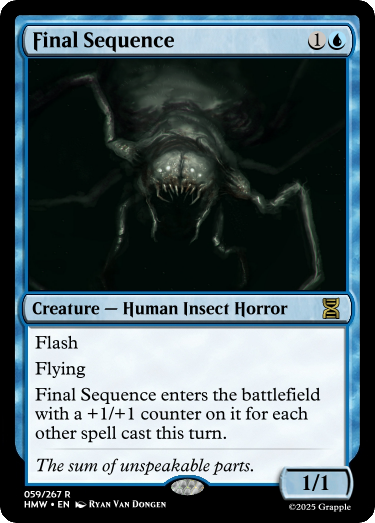 Final Sequence 1
Creature — Human Insect Horror
Flash
Flying
Final Sequence enters the battlefield
with a +1/+1 counter on it for each
other spell cast this turn.
The sum of unspeakable parts.
1/1
059/267 R
HMW • EN Ryan Van Dongen
©2025 Grapple